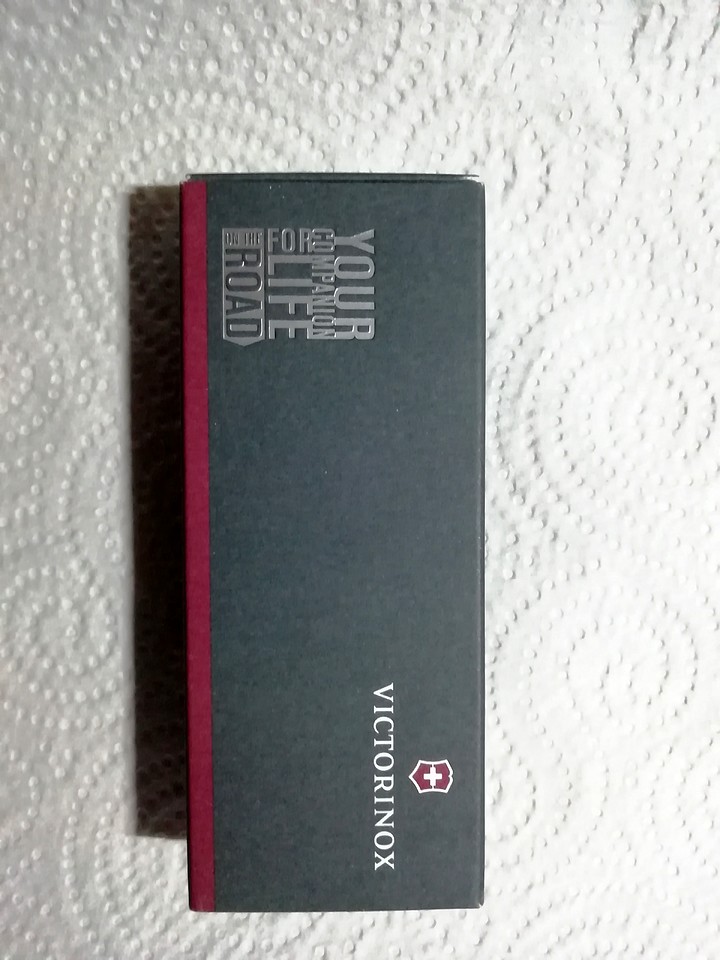 YOUR
COMPANION
FOR LIFE
ON THE ROAD
VICTORINOX